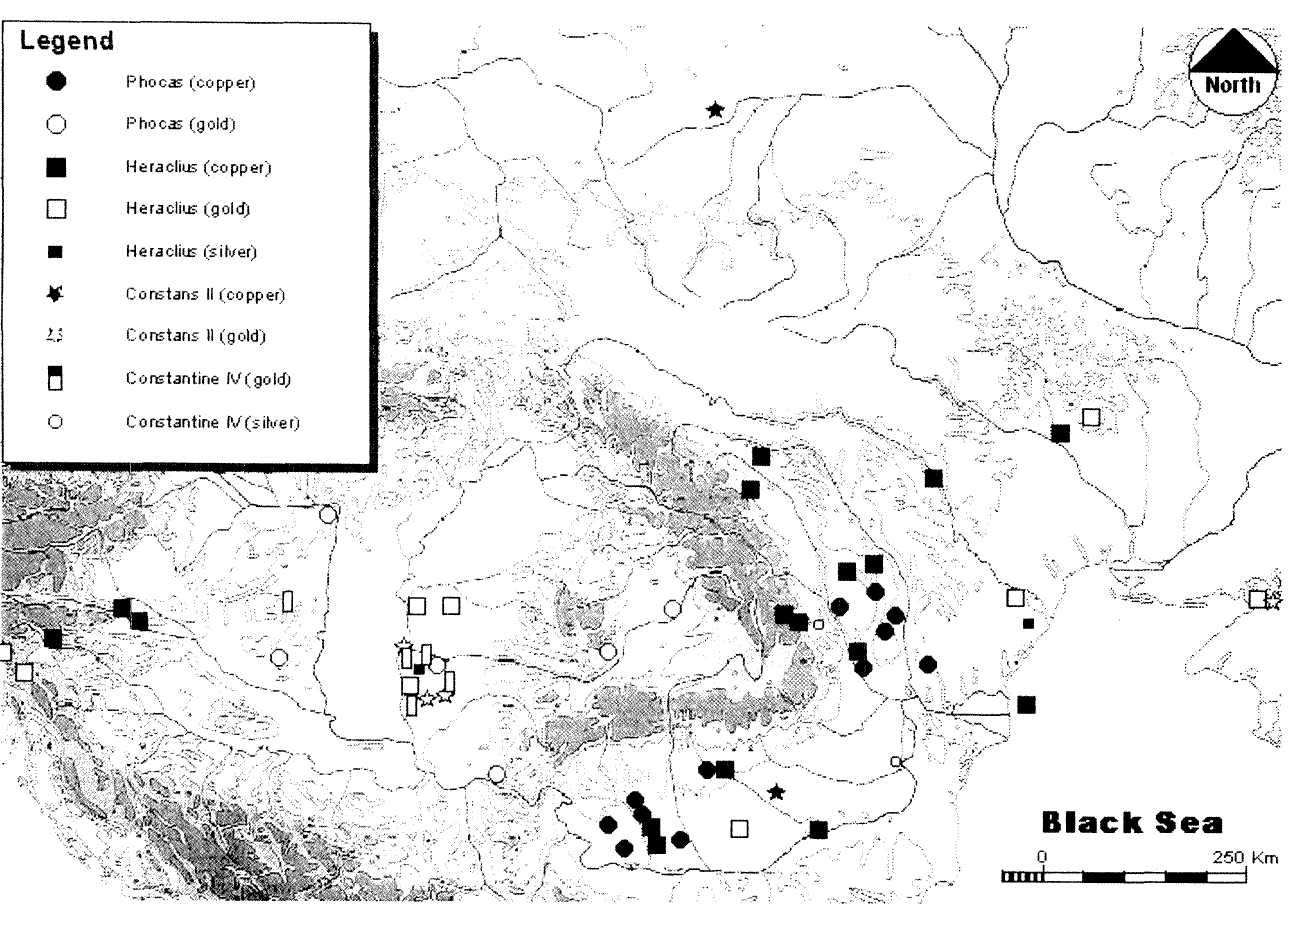 Legend
Phocas (copper)
Phocas (gold)
Heraclius (copper)
Heraclius (gold)
Heraclius (silver)
Constans II (copper)
Constans II (gold)
Constantine IV (gold)
Constantine IV (silver)
North
Black Sea
0 250 Km